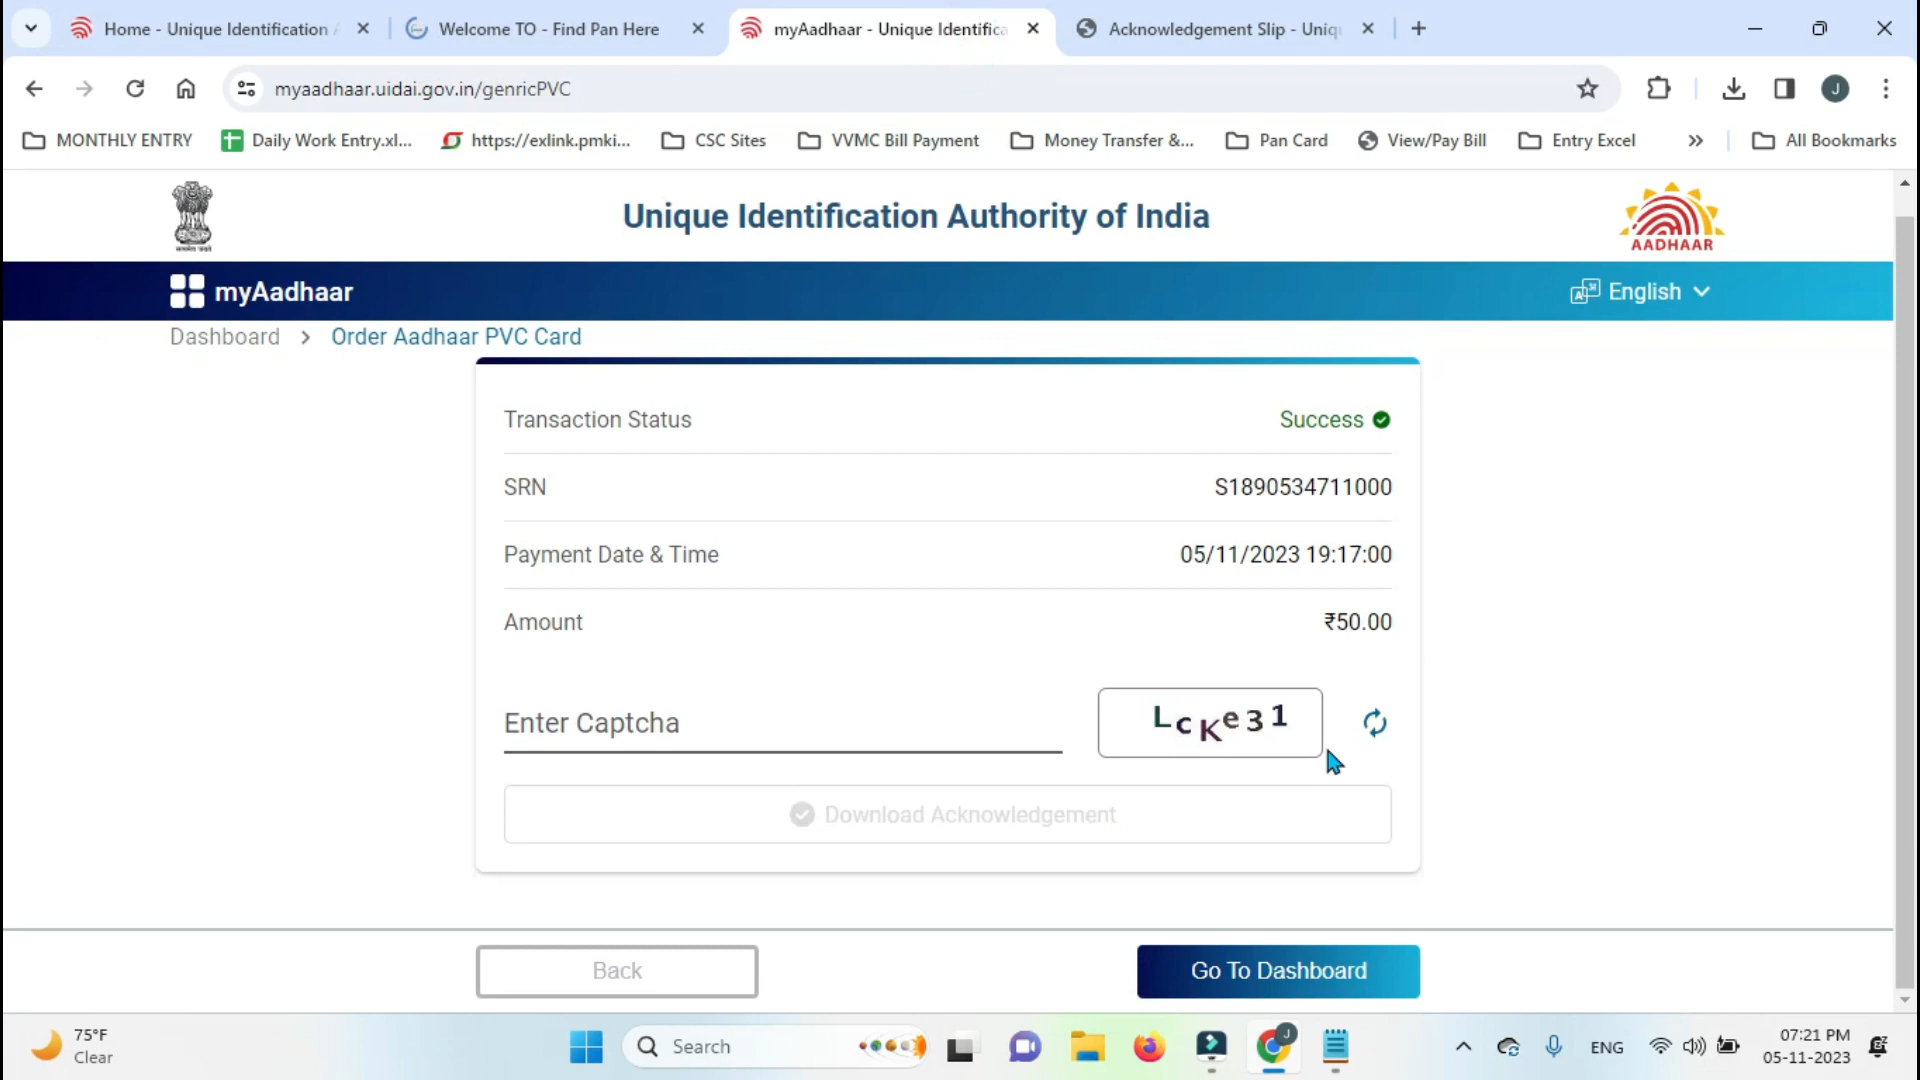 Home - Unique Identification A
Welcome TO - Find Pan Here
myAadhaar - Unique Identifica
Acknowledgement Slip - Uniq
myaadhaar.uidai.gov.in/genricPVC
J
MONTHLY ENTRY
Daily Work Entry.xl...
https://exlink.pmki...
CSC Sites
VVMC Bill Payment
Money Transfer &...
Pan Card
View/Pay Bill
Entry Excel
»
All Bookmarks
Unique Identification Authority of India
AADHAAR
myAadhaar
English
Dashboard > Order Aadhaar PVC Card
Transaction Status Success
SRN S1890534711000
Payment Date & Time 05/11/2023 19:17:00
Amount ₹50.00
Enter Captcha LcKe31
Download Acknowledgement
Back
Go To Dashboard
75°F
Clear
Search
J
ENG
07:21 PM
05-11-2023